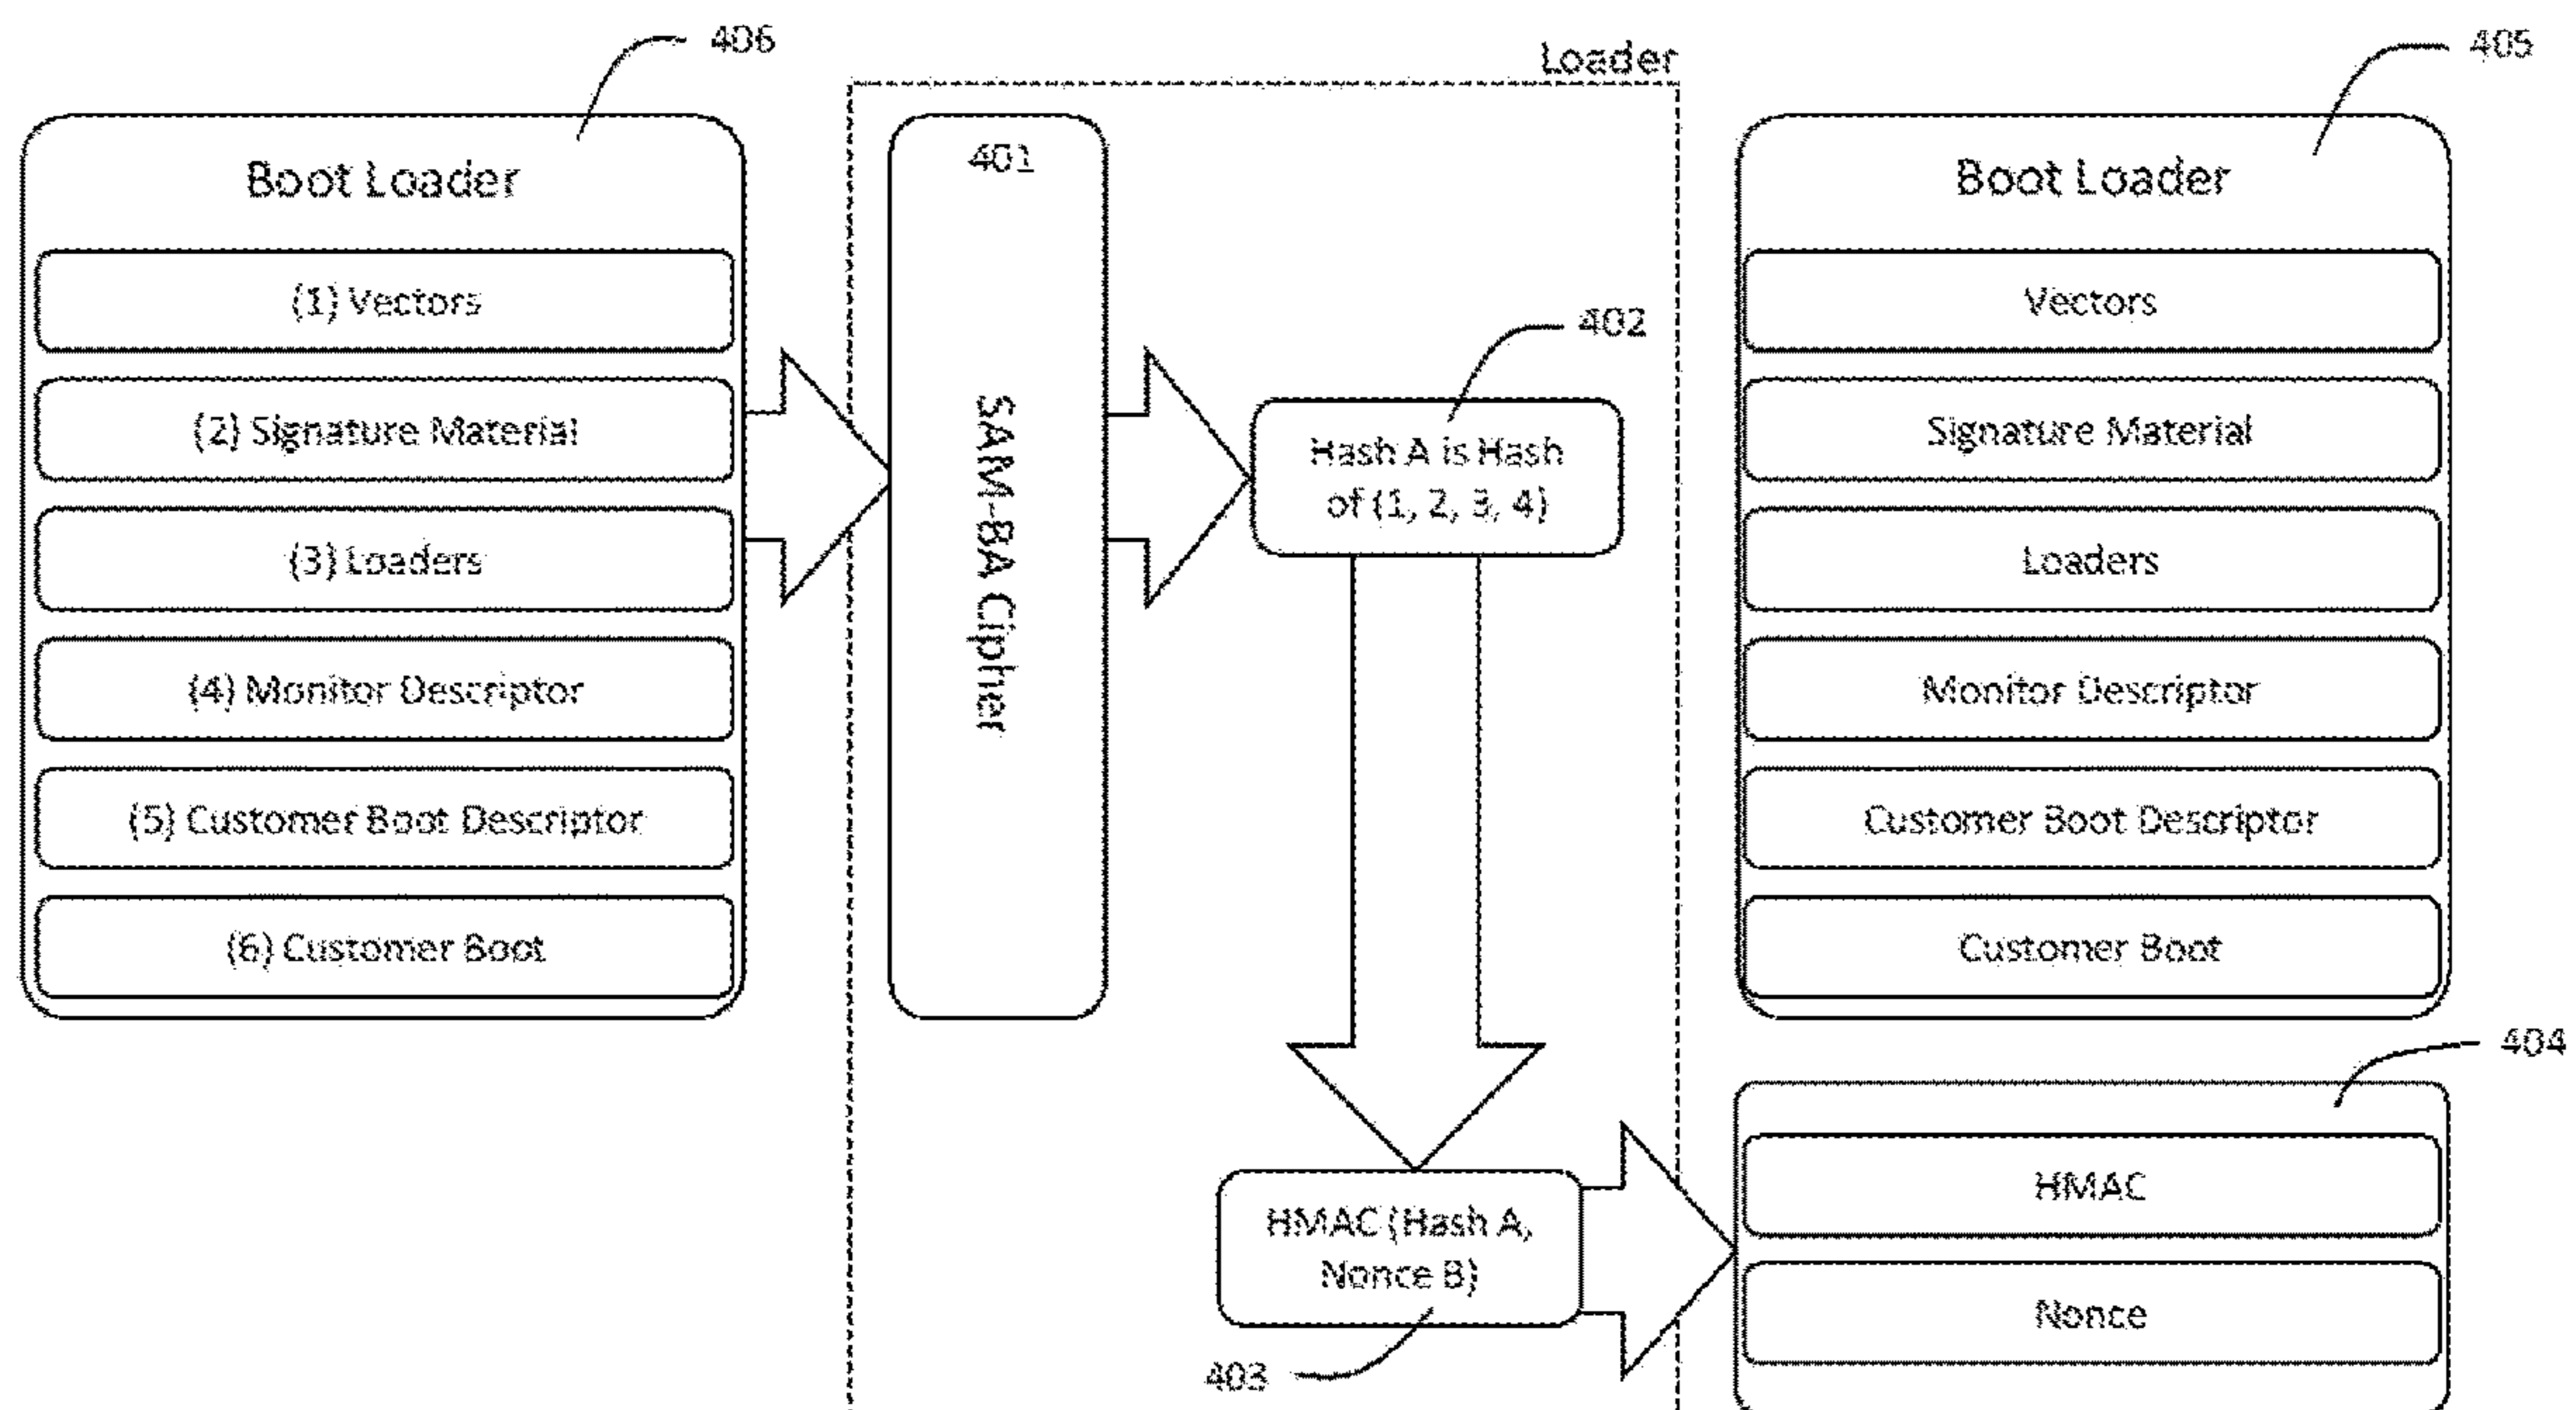 406
Boot Loader
(1) Vectors
(2) Signature Material
(3) Loaders
(4) Monitor Descriptor
(5) Customer Boot Descriptor
(6) Customer Boot
Loader
401
SAM-BA Cipher
402
Hash A is Hash
of (1, 2, 3, 4)
HMAC (Hash A,
Nonce B)
403
405
Boot Loader
Vectors
Signature Material
Loaders
Monitor Descriptor
Customer Boot Descriptor
Customer Boot
404
HMAC
Nonce